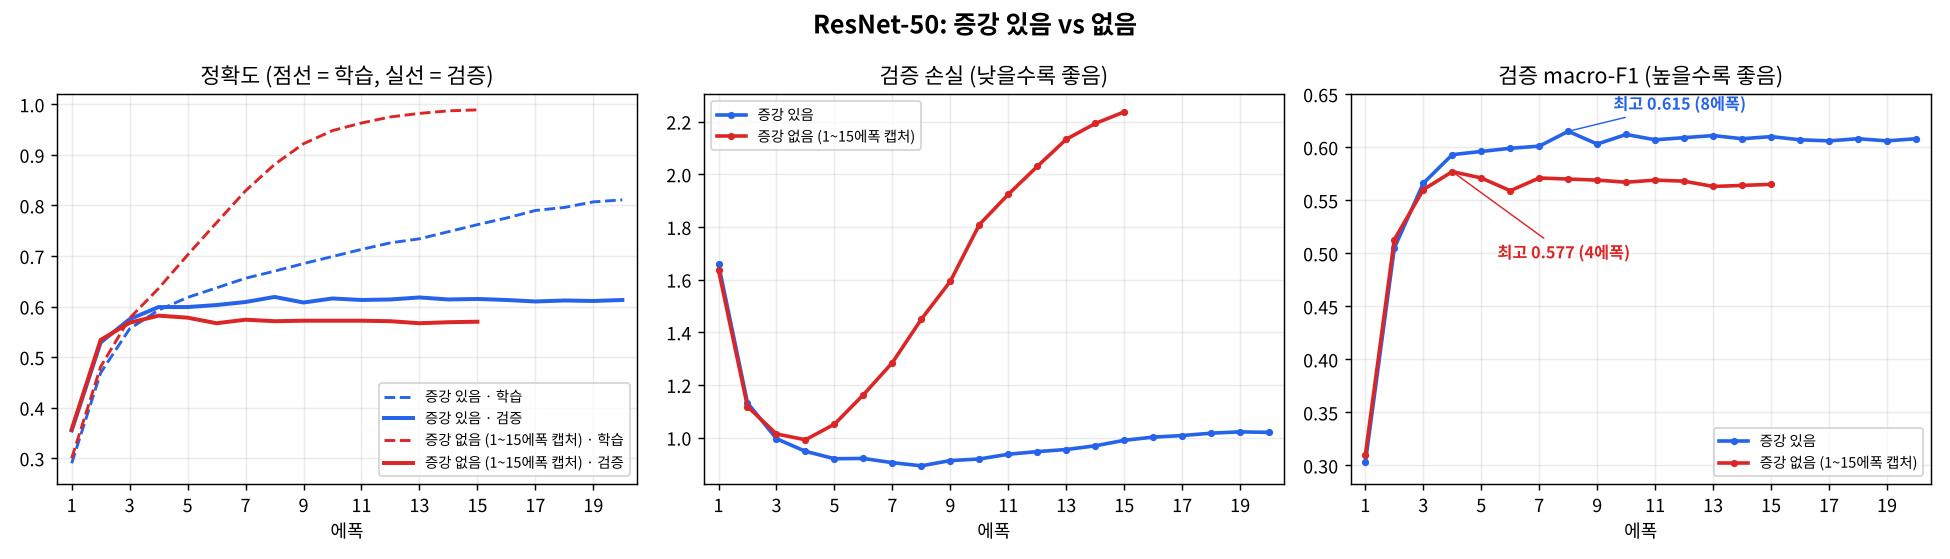 ResNet-50: 증강 있음 vs 없음
정확도 (점선 = 학습, 실선 = 검증)
1.0
0.9
0.8
0.7
0.6
0.5
0.4
0.3
증강 있음 · 학습
증강 있음 · 검증
증강 없음 (1~15에폭 캡처) · 학습
증강 없음 (1~15에폭 캡처) · 검증
1 3 5 7 9 11 13 15 17 19
에폭
검증 손실 (낮을수록 좋음)
증강 있음
증강 없음 (1~15에폭 캡처)
2.2
2.0
1.8
1.6
1.4
1.2
1.0
1 3 5 7 9 11 13 15 17 19
에폭
검증 macro-F1 (높을수록 좋음)
0.65
최고 0.615 (8에폭)
0.60
0.55
0.50
최고 0.577 (4에폭)
0.45
0.40
0.35
0.30
증강 있음
증강 없음 (1~15에폭 캡처)
1 3 5 7 9 11 13 15 17 19
에폭